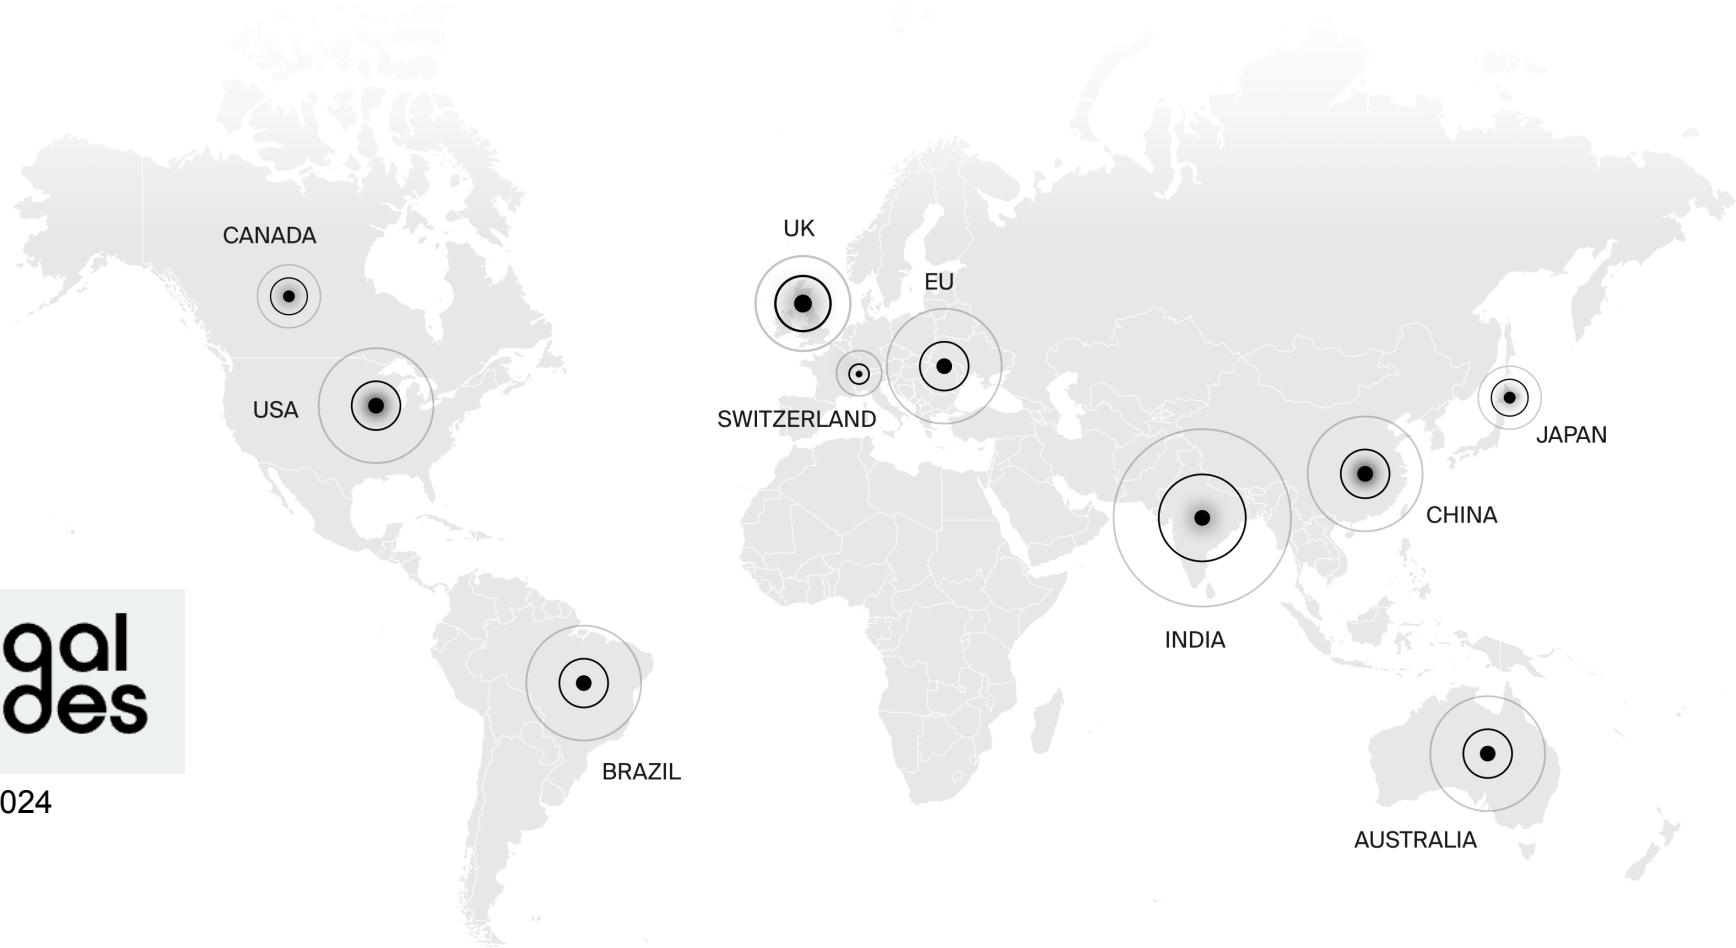 UK
CANADA
EU
USA
SWITZERLAND
JAPAN
CHINA
INDIA
gal
des
BRAZIL
024
AUSTRALIA